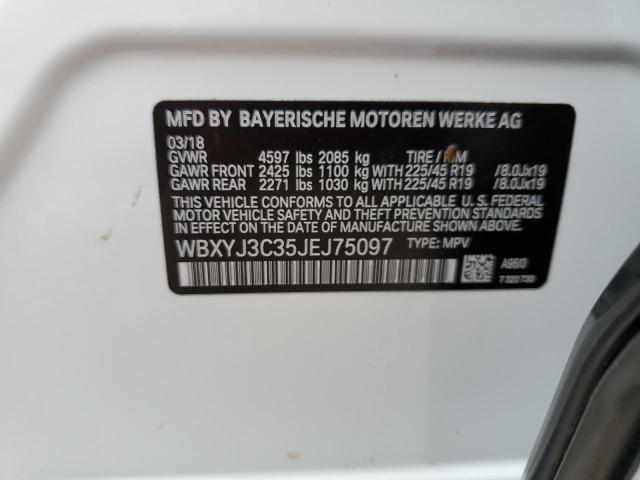 MFD BY BAYERISCHE MOTOREN WERKE AG
03/18
GVWR 4597 lbs 2085 kg TIRE / RIM
GAWR FRONT 2425 lbs 1100 kg WITH 225/45 R19 /8.0Jx19
GAWR REAR 2271 lbs 1030 kg WITH 225/45 R19 /8.0Jx19
THIS VEHICLE CONFORMS TO ALL APPLICABLE U. S. FEDERAL
MOTOR VEHICLE SAFETY AND THEFT PREVENTION STANDARDS
IN EFFECT ON THE DATE OF MANUFACTURE SHOWN ABOVE.
WBXYJ3C35JEJ75097 TYPE: MPV